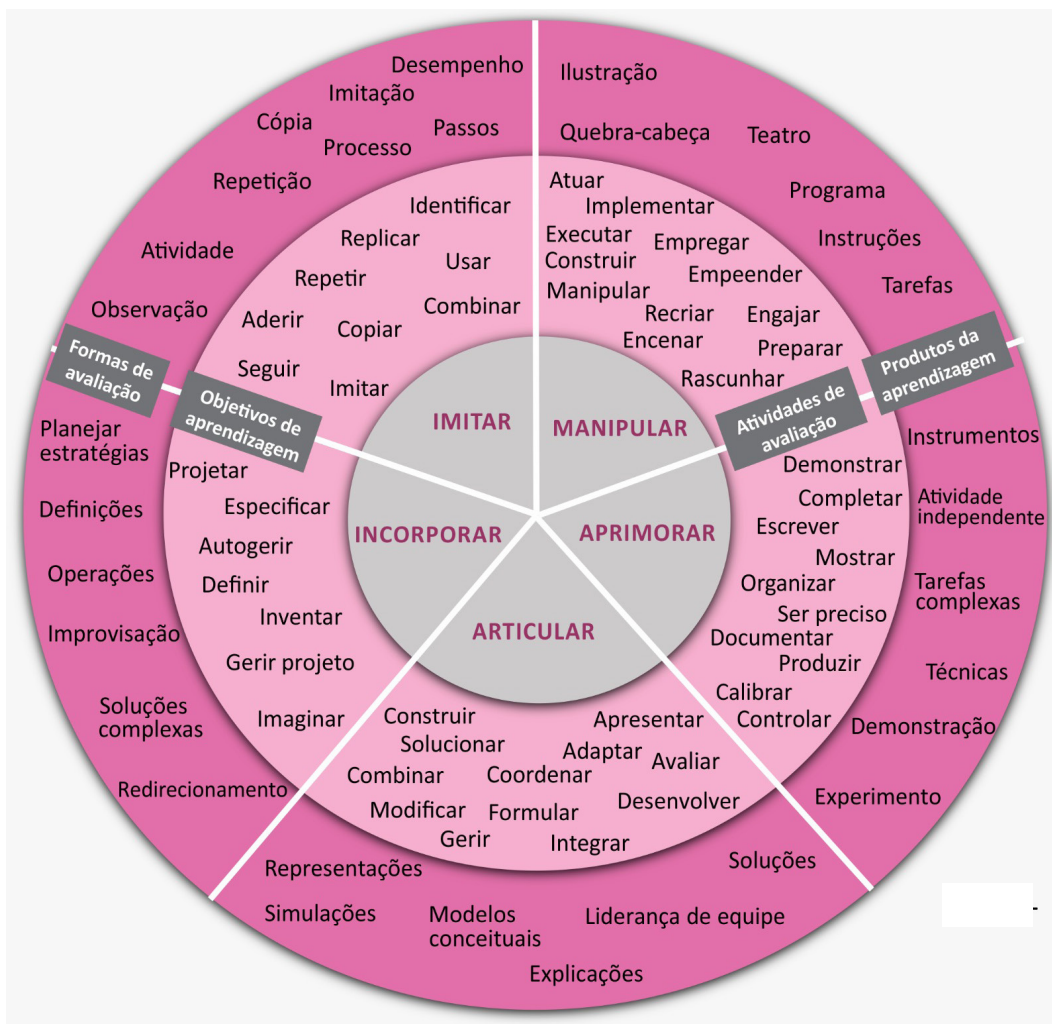 Desempenho
Imitação
Cópia
Passos
Processo
Repetição
Atividade
Observação
Ilustração
Quebra-cabeça
Teatro
Programa
Instruções
Tarefas
Identificar
Replicar
Usar
Repetir
Combinar
Aderir
Copiar
Seguir
Imitar
Atuar
Implementar
Executar
Empregar
Construir
Empeender
Manipular
Recriar
Engajar
Encenar
Preparar
Rascunhar
Formas de
avaliação
Objetivos de
aprendizagem
Atividades de
avaliação
Produtos da
aprendizagem
IMITAR
MANIPULAR
INCORPORAR
APRIMORAR
ARTICULAR
Planejar
estratégias
Definições
Operações
Improvisação
Soluções
complexas
Redirecionamento
Projetar
Especificar
Autogerir
Definir
Inventar
Gerir projeto
Imaginar
Demonstrar
Completar
Escrever
Mostrar
Organizar
Ser preciso
Documentar
Produzir
Calibrar
Controlar
Instrumentos
Atividade
independente
Tarefas
complexas
Técnicas
Demonstração
Experimento
Construir
Apresentar
Solucionar
Adaptar
Avaliar
Combinar
Coordenar
Modificar
Formular
Desenvolver
Gerir
Integrar
Representações
Soluções
Simulações
Modelos
conceituais
Liderança de equipe
Explicações